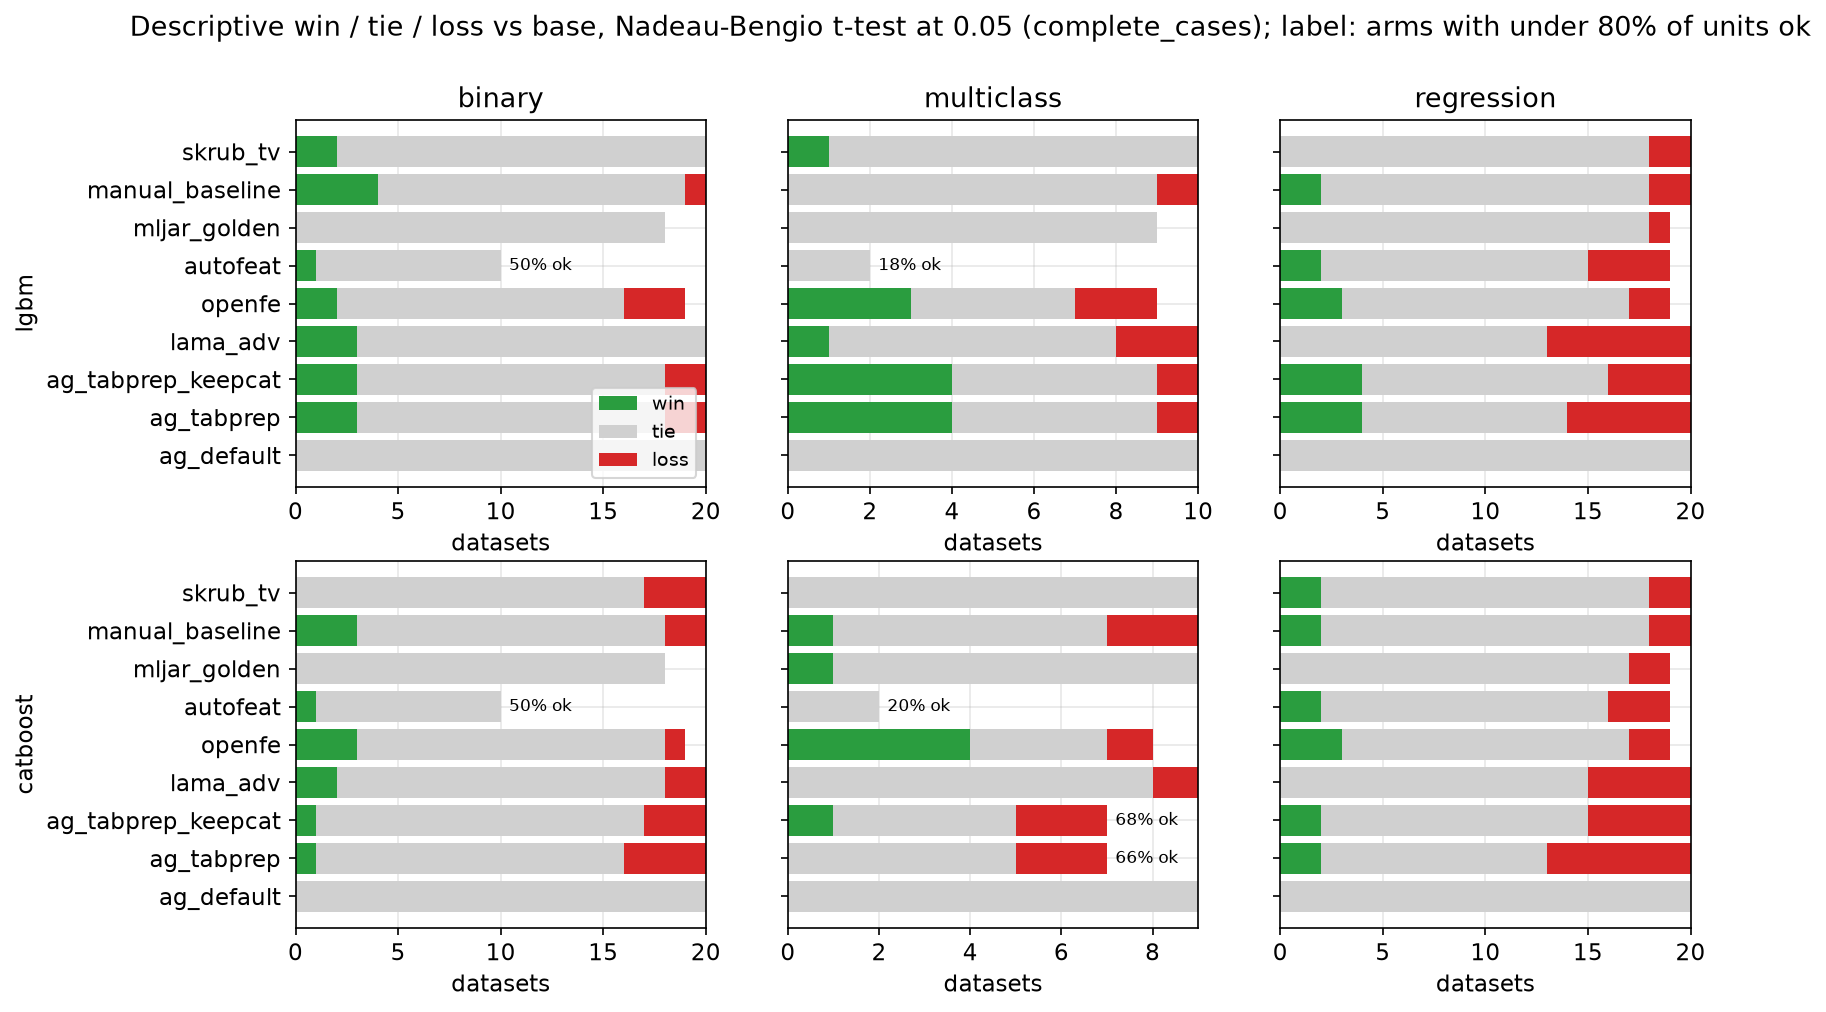 Descriptive win / tie / loss vs base, Nadeau-Bengio t-test at 0.05 (complete_cases); label: arms with under 80% of units ok
binary
multiclass
regression
lgbm
skrub_tv
manual_baseline
mljar_golden
autofeat
50% ok
18% ok
openfe
lama_adv
ag_tabprep_keepcat
ag_tabprep
ag_default
win
tie
loss
0 5 10 15 20
0 2 4 6 8 10
0 5 10 15 20
datasets
datasets
datasets
catboost
skrub_tv
manual_baseline
mljar_golden
autofeat
50% ok
20% ok
openfe
lama_adv
ag_tabprep_keepcat
68% ok
ag_tabprep
66% ok
ag_default
0 5 10 15 20
0 2 4 6 8
0 5 10 15 20
datasets
datasets
datasets